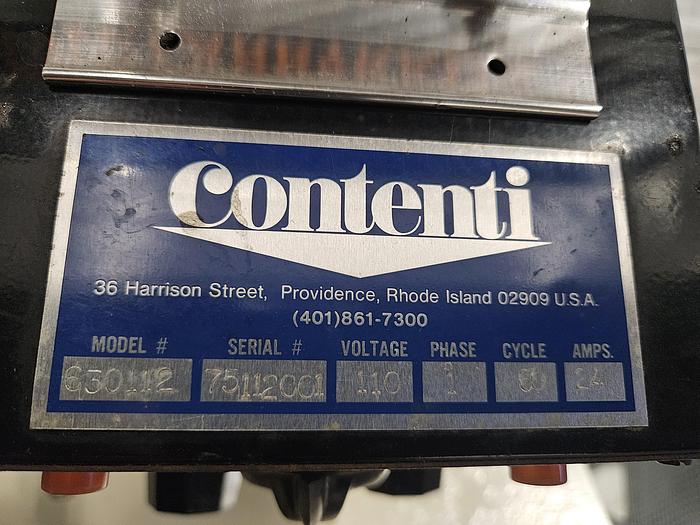 Contenti
36 Harrison Street, Providence, Rhode Island 02909 U.S.A.
(401)861-7300
MODEL # SERIAL # VOLTAGE PHASE CYCLE AMPS.
630112 75112001 110 1 60 24